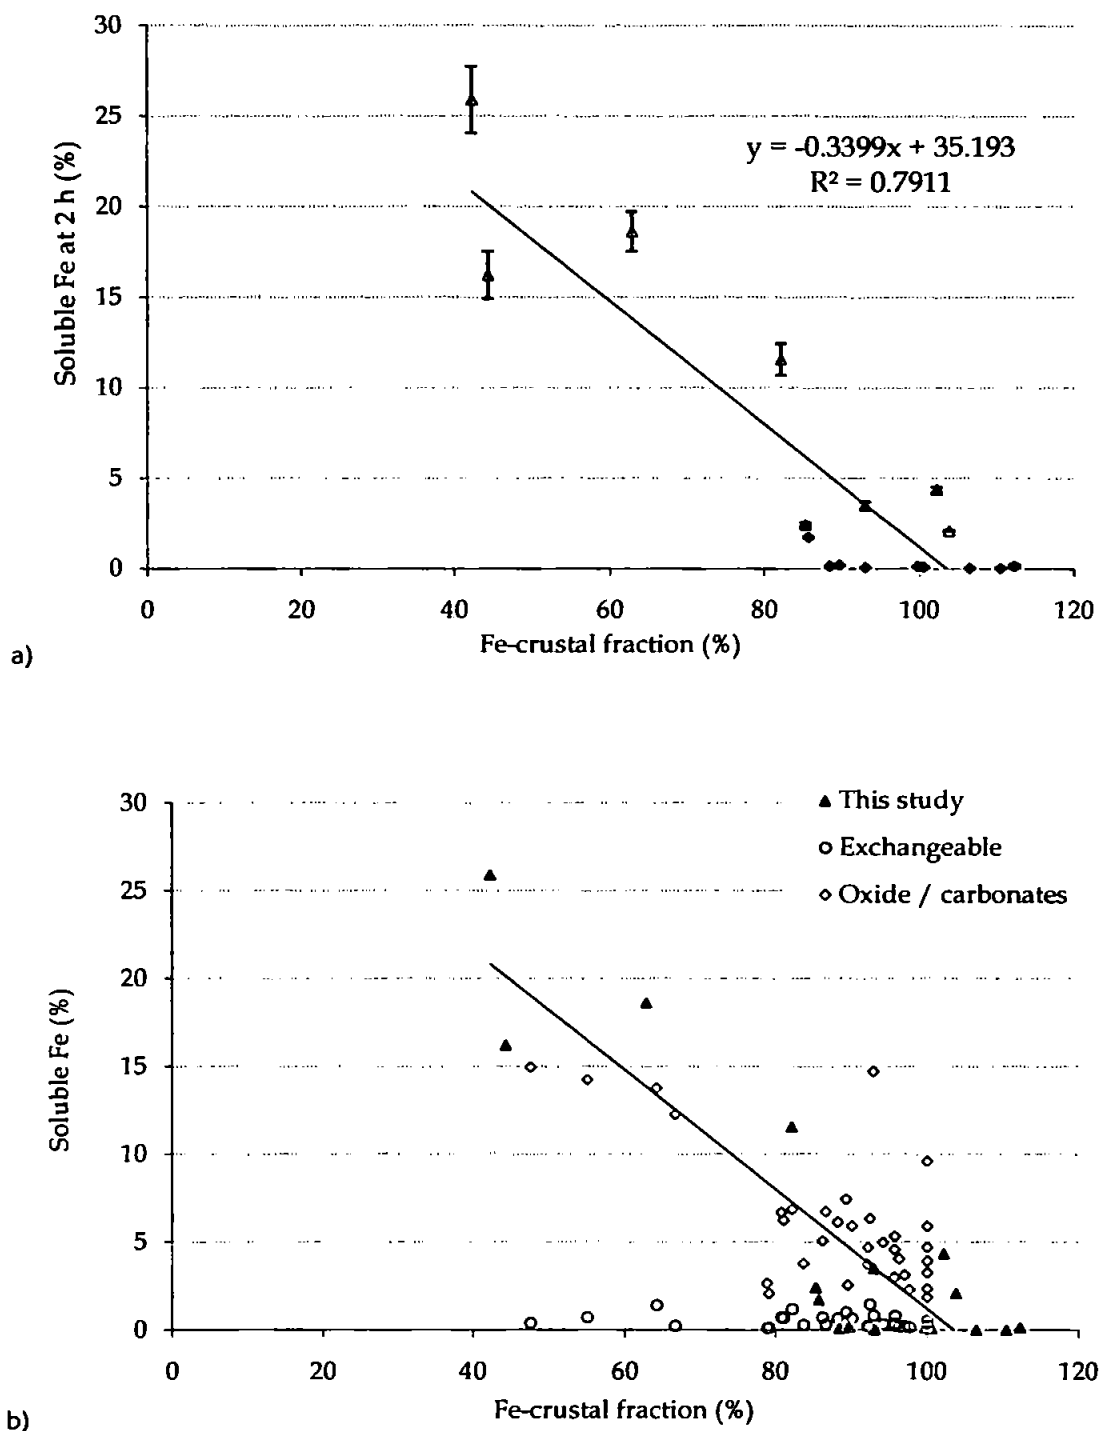 30
25
20
15
10
5
0
Soluble Fe at 2 h (%)
y = -0.3399x + 35.193
R² = 0.7911
0 20 40 60 80 100 120
Fe-crustal fraction (%)
a)
30
25
20
15
10
5
0
Soluble Fe (%)
This study
Exchangeable
Oxide / carbonates
0 20 40 60 80 100 120
Fe-crustal fraction (%)
b)